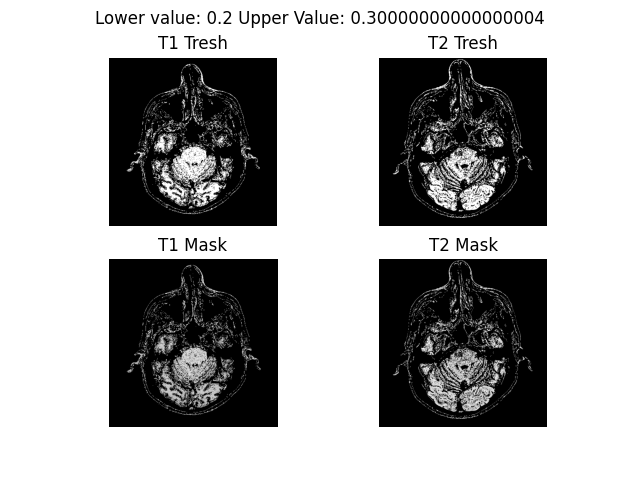 Lower value: 0.2 Upper Value: 0.30000000000000004
T1 Tresh
T2 Tresh
T1 Mask
T2 Mask